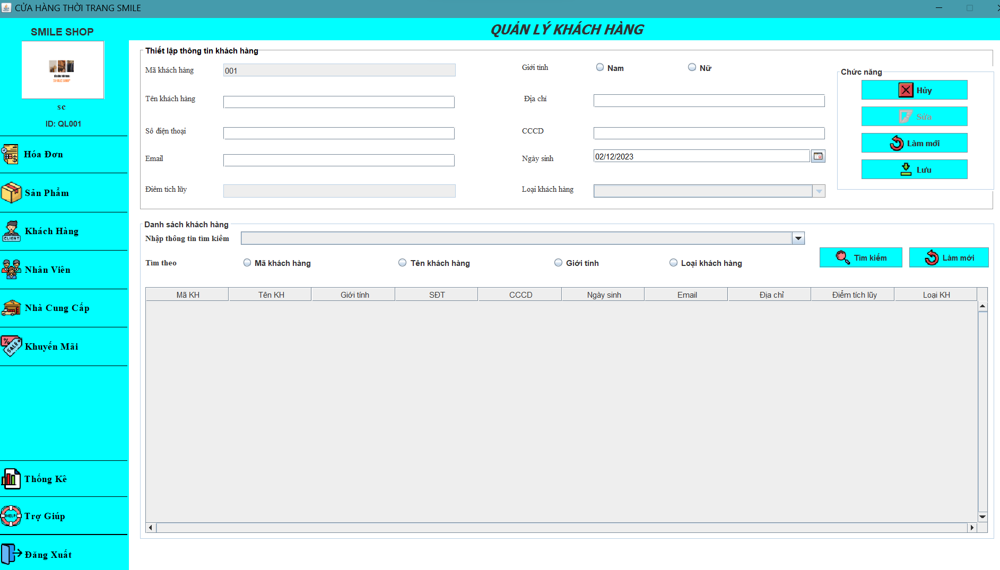 CỬA HÀNG THỜI TRANG SMILE
SMILE SHOP
SMILE SHOP
sc
ID: QL001
Hóa Đơn
Sản Phẩm
CLIENT
Khách Hàng
Nhân Viên
Nhà Cung Cấp
% SALE
Khuyến Mãi
Thống Kê
HELP
Trợ Giúp
Đăng Xuất
QUẢN LÝ KHÁCH HÀNG
Thiết lập thông tin khách hàng
Mã khách hàng 001
Giới tính Nam Nữ
Tên khách hàng
Địa chỉ
Số điện thoại
CCCD
Email
Ngày sinh 02/12/2023
Điểm tích lũy
Loại khách hàng
Chức năng
Hủy
Sửa
Làm mới
Lưu
Danh sách khách hàng
Nhập thông tin tìm kiếm
Tìm theo Mã khách hàng Tên khách hàng Giới tính Loại khách hàng
Tìm kiếm Làm mới
Mã KH Tên KH Giới tính SĐT CCCD Ngày sinh Email Địa chỉ Điểm tích lũy Loại KH